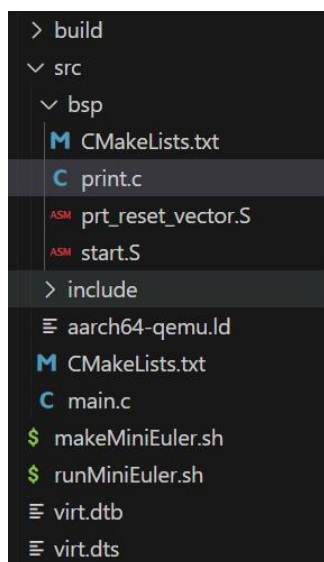 build
src
bsp
M CMakeLists.txt
C print.c
ASM prt_reset_vector.S
ASM start.S
include
aarch64-qemu.ld
M CMakeLists.txt
C main.c
$ makeMiniEuler.sh
$ runMiniEuler.sh
virt.dtb
virt.dts